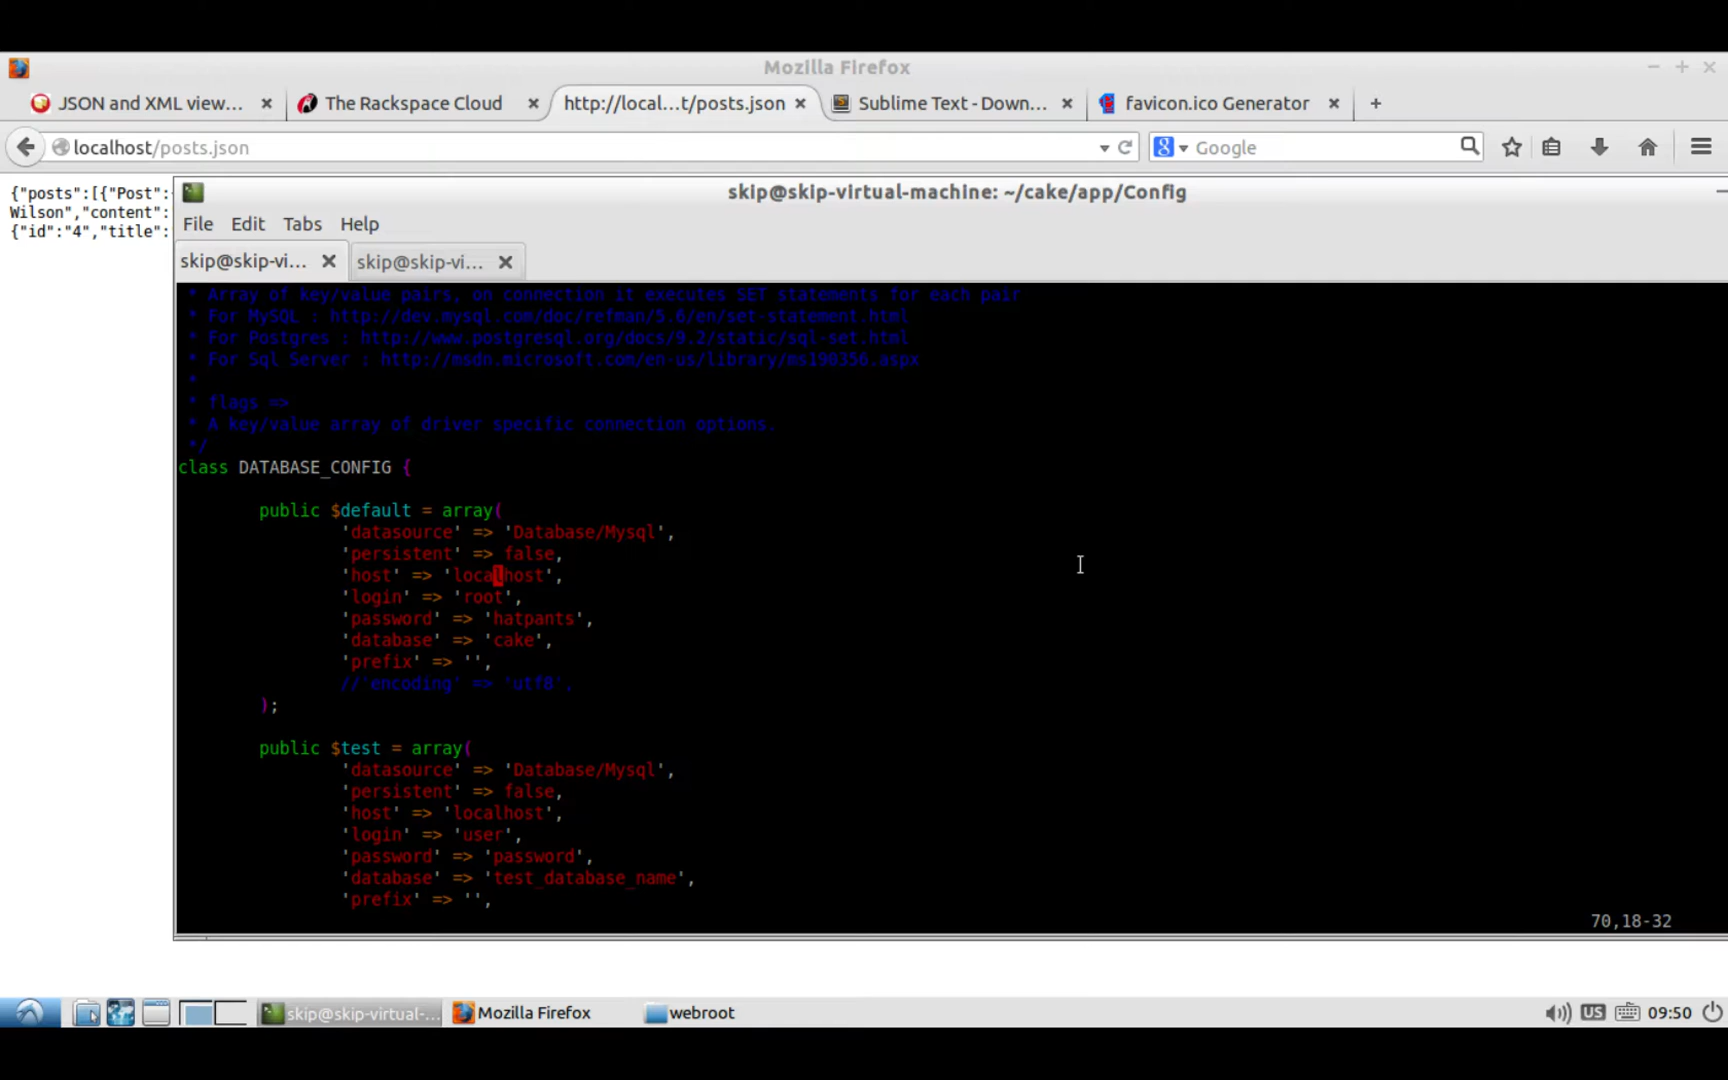 Mozilla Firefox
JSON and XML view...
The Rackspace Cloud
http://local...t/posts.json
Sublime Text - Down...
favicon.ico Generator
localhost/posts.json
Google
{"posts":[{"Post":
Wilson","content":
{"id":"4","title":
skip@skip-virtual-machine: ~/cake/app/Config
File Edit Tabs Help
skip@skip-vi...
skip@skip-vi...
* Array of key/value pairs, on connection it executes SET statements for each pair
* For MySQL : http://dev.mysql.com/doc/refman/5.6/en/set-statement.html
* For Postgres : http://www.postgresql.org/docs/9.2/static/sql-set.html
* For Sql Server : http://msdn.microsoft.com/en-us/library/ms190356.aspx
*
* flags =>
* A key/value array of driver specific connection options.
*/
class DATABASE_CONFIG {
public $default = array(
'datasource' => 'Database/Mysql',
'persistent' => false,
'host' => 'localhost',
'login' => 'root',
'password' => 'hatpants',
'database' => 'cake',
'prefix' => '',
//'encoding' => 'utf8',
);
public $test = array(
'datasource' => 'Database/Mysql',
'persistent' => false,
'host' => 'localhost',
'login' => 'user',
'password' => 'password',
'database' => 'test_database_name',
'prefix' => '',
70,18-32
skip@skip-virtual-...
Mozilla Firefox
webroot
US
09:50